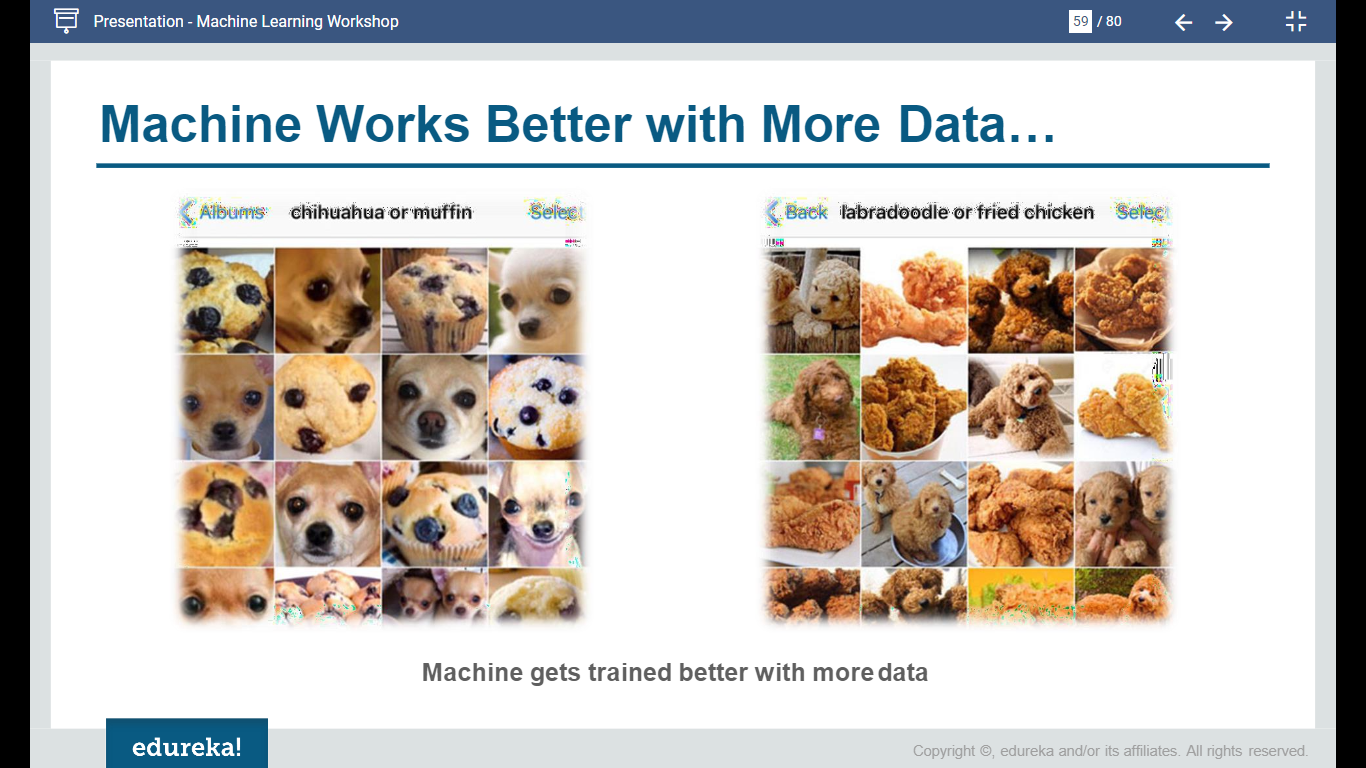 Presentation - Machine Learning Workshop
59 / 80
Machine Works Better with More Data…
Albums chihuahua or muffin Select
Back labradoodle or fried chicken Select
Machine gets trained better with more data
edureka!
Copyright ©, edureka and/or its affiliates. All rights reserved.